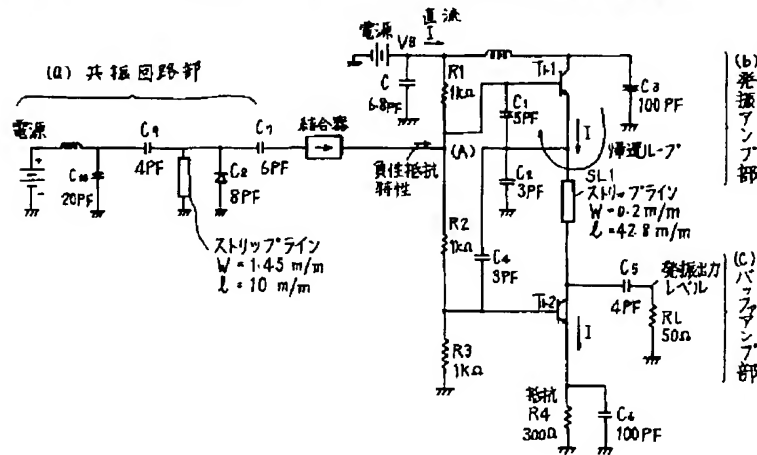 (a) 共振回路部
電源
C9
4PF
C10
20PF
C8
8PF
C7
6PF
ストリップライン
W = 1.45 m/m
l = 10 m/m
結合器
負性抵抗
特性
(A)
電源
VB
直流
I
C
6.8PF
R1
1KΩ
Tr1
C1
5PF
C2
3PF
C3
100PF
I
帰還ループ
SL1
ストリップライン
W = 0.2 m/m
l = 42.8 m/m
R2
1KΩ
C4
3PF
C5
4PF
発振出力
レベル
RL
50Ω
Tr2
I
R3
1KΩ
抵抗
R4
300Ω
C6
100PF
(b)
発振アンプ部
(C)
バッファアンプ部